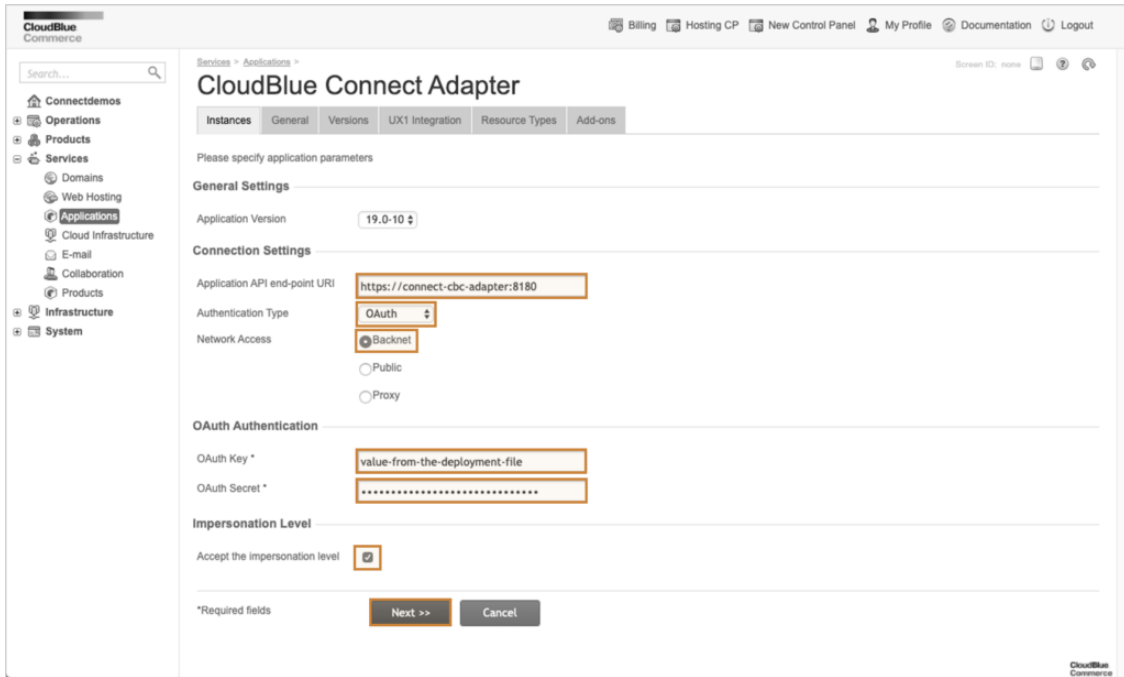 CloudBlue
Commerce
Billing Hosting CP New Control Panel My Profile Documentation Logout
Search...
Connectdemos
Operations
Products
Services
Domains
Web Hosting
Applications
Cloud Infrastructure
E-mail
Collaboration
Products
Infrastructure
System
Services > Applications >
Screen ID: none
CloudBlue Connect Adapter
Instances General Versions UX1 Integration Resource Types Add-ons
Please specify application parameters
General Settings
Application Version 19.0-10
Connection Settings
Application API end-point URI https://connect-cbc-adapter:8180
Authentication Type OAuth
Network Access Backnet
Public
Proxy
OAuth Authentication
OAuth Key * value-from-the-deployment-file
OAuth Secret * ••••••••••••••••••••••••••••••
Impersonation Level
Accept the impersonation level
*Required fields Next >> Cancel
CloudBlue
Commerce